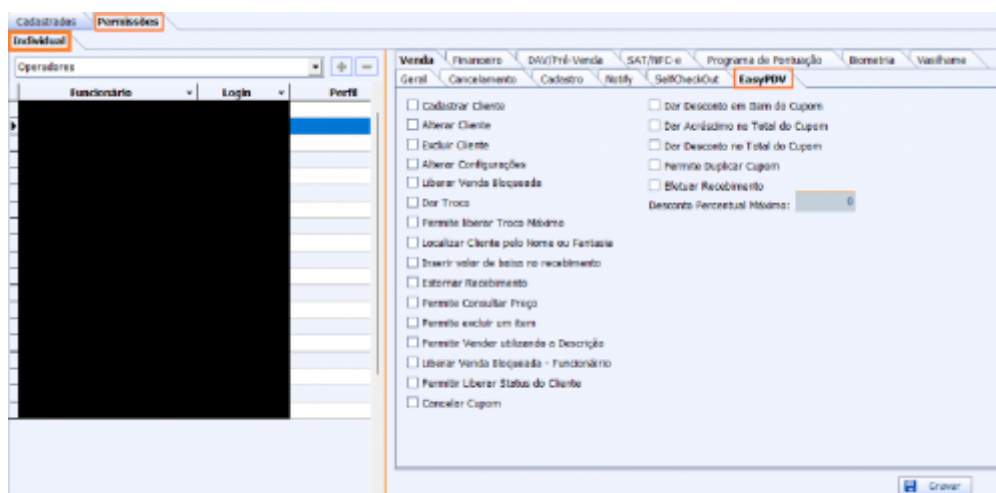 Cadastrados Permissões
Individual
Operadores
Funcionário Login Perfil
Venda Financeiro DAV/Pré-Venda SAT/NFC-e Programa de Pontuação Biometria Vasilhame
Geral Cancelamento Cadastro Notify SelfCheckOut EasyPDV
Cadastrar Cliente
Alterar Cliente
Excluir Cliente
Alterar Configurações
Liberar Venda Bloqueada
Dar Troco
Permite liberar Troco Máximo
Localizar Cliente pelo Nome ou Fantasia
Inserir valor de baixa no recebimento
Estornar Recebimento
Permite Consultar Preço
Permite excluir um item
Permitir Vender utilizando a Descrição
Liberar Venda Bloqueada - Funcionário
Permitir Liberar Status do Cliente
Cancelar Cupom
Dar Desconto em Item do Cupom
Dar Acréscimo no Total do Cupom
Dar Desconto no Total do Cupom
Permite Duplicar Cupom
Efetuar Recebimento
Desconto Percentual Máximo: 0
Gravar